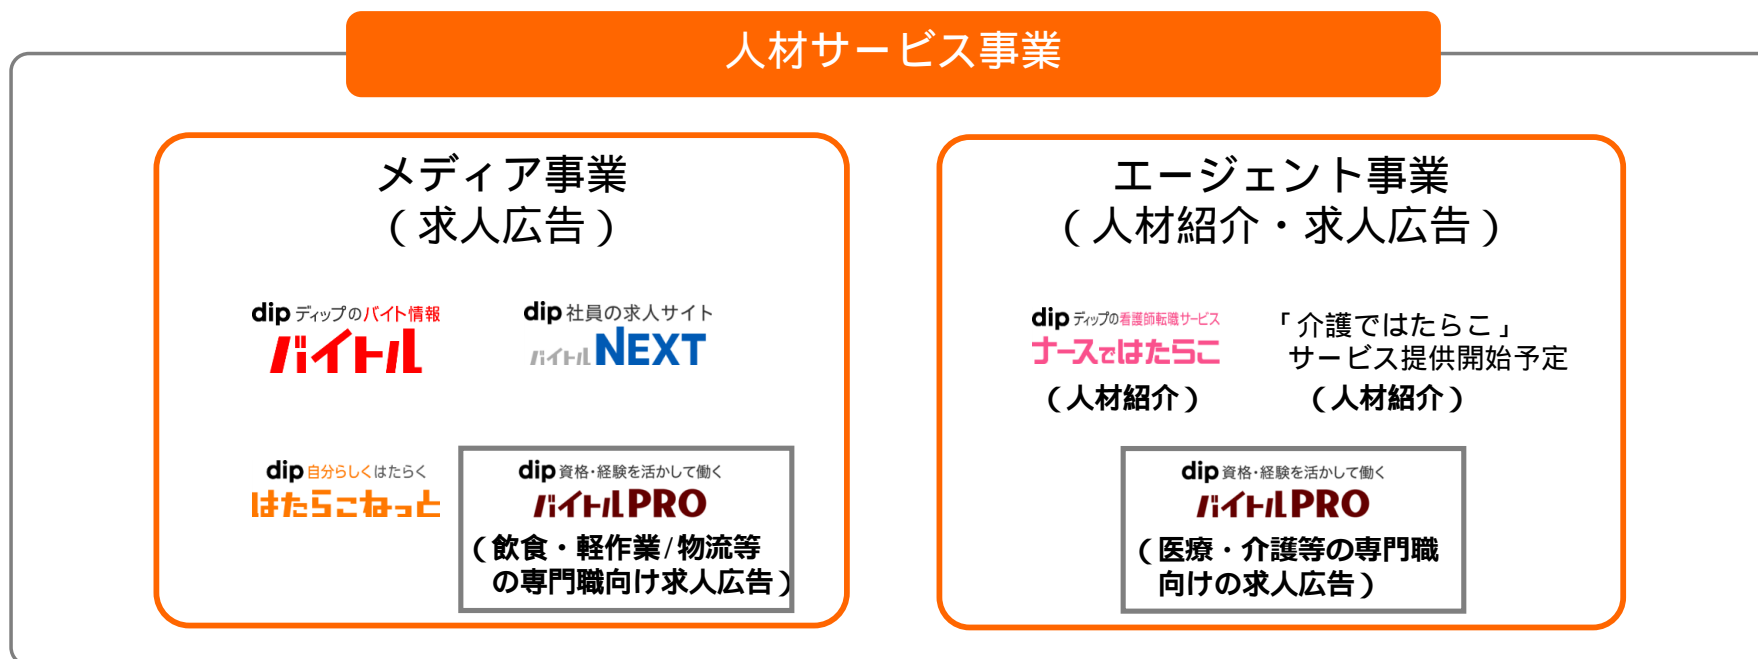 人材サービス事業
メディア事業
（求人広告）
dip ディップのバイト情報
バイトル
dip 社員の求人サイト
バイトルNEXT
dip 自分らしくはたらく
はたらこねっと
dip 資格・経験を活かして働く
バイトルPRO
（飲食・軽作業/物流等
の専門職向け求人広告）
エージェント事業
（人材紹介・求人広告）
dip ディップの看護師転職サービス
ナースではたらこ
（人材紹介）
「介護ではたらこ」
サービス提供開始予定
（人材紹介）
dip 資格・経験を活かして働く
バイトルPRO
（医療・介護等の専門職
向けの求人広告）